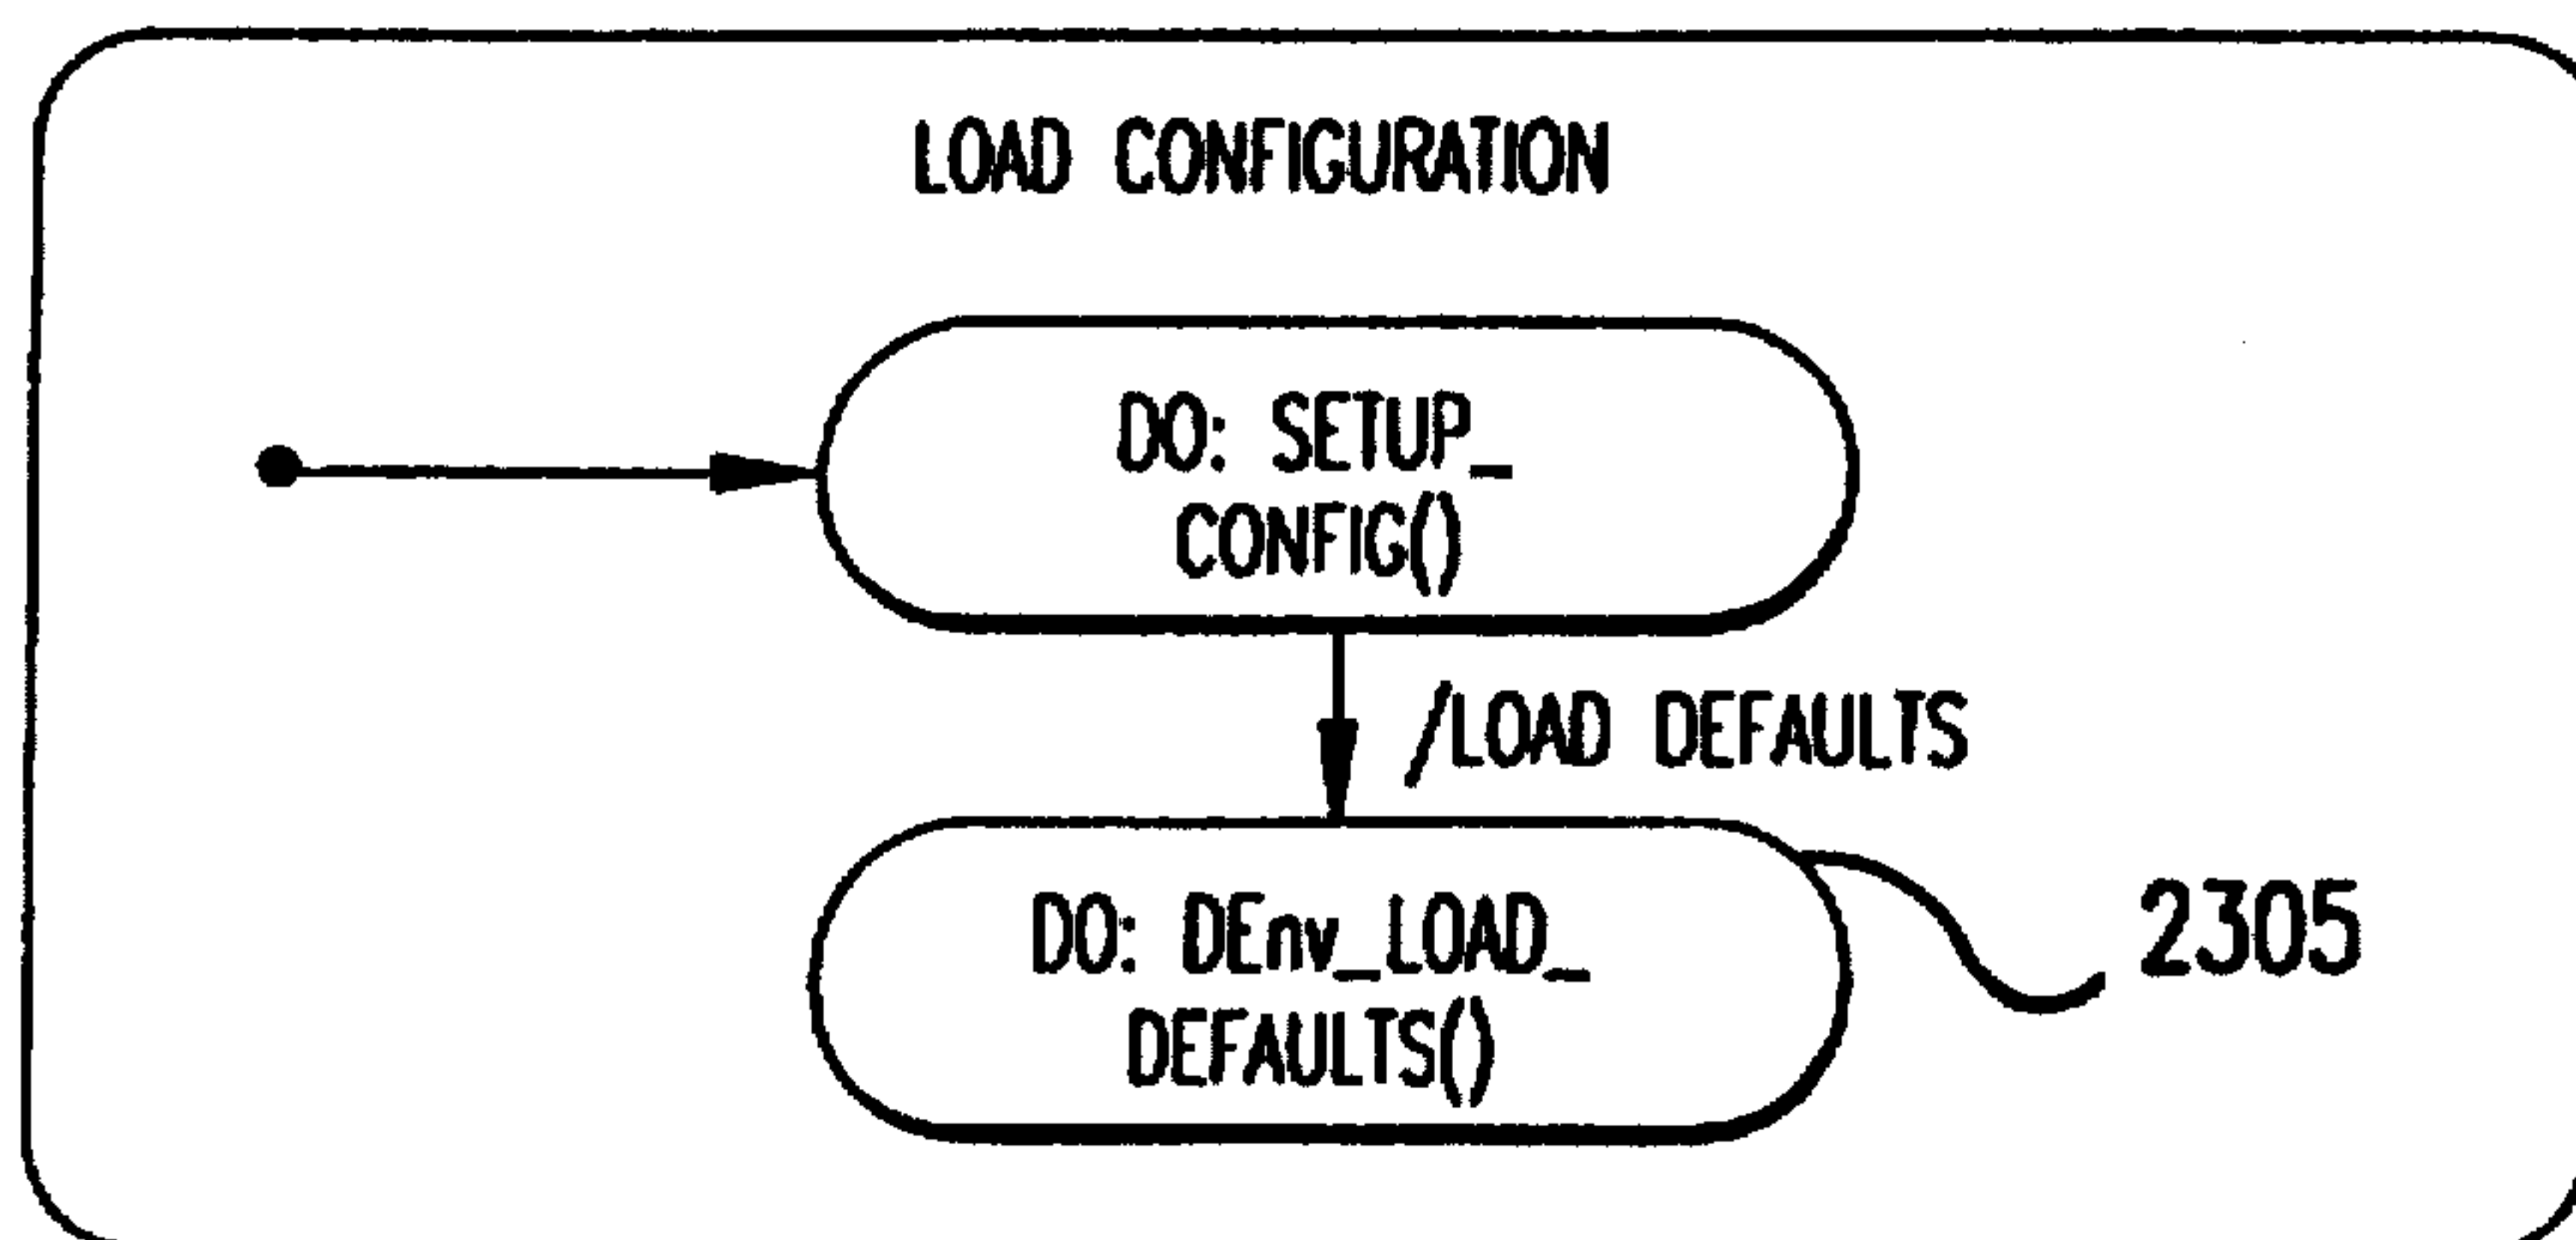 LOAD CONFIGURATION
DO: SETUP_
CONFIG()
/LOAD DEFAULTS
DO: DEnv_LOAD_
DEFAULTS()
2305